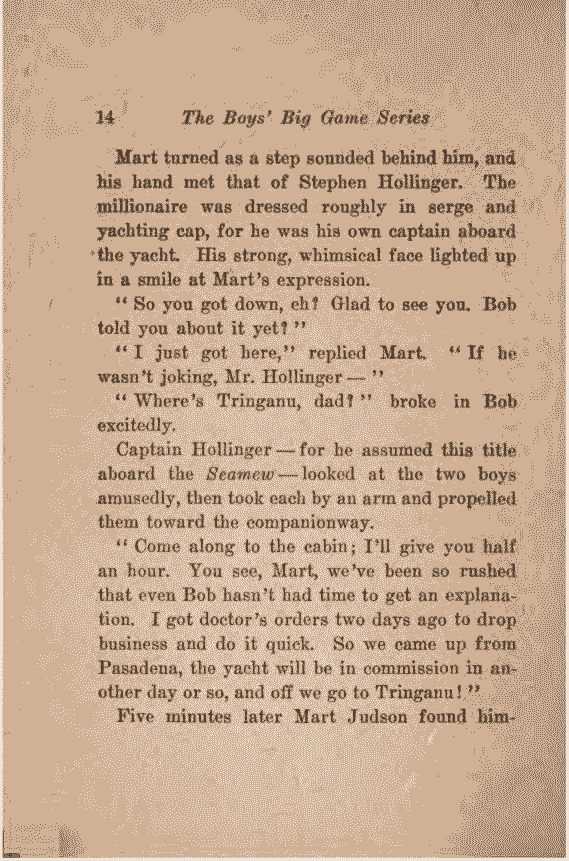 14 The Boys' Big Game Series
Mart turned as a step sounded behind him, and
his hand met that of Stephen Hollinger. The
millionaire was dressed roughly in serge and
yachting cap, for he was his own captain aboard
the yacht. His strong, whimsical face lighted up
in a smile at Mart's expression.
" So you got down, eh? Glad to see you. Bob
told you about it yet? "
" I just got here," replied Mart. " If he
wasn't joking, Mr. Hollinger — "
" Where's Tringanu, dad? " broke in Bob
excitedly.
Captain Hollinger — for he assumed this title
aboard the Seamew — looked at the two boys
amusedly, then took each by an arm and propelled
them toward the companionway.
" Come along to the cabin; I'll give you half
an hour. You see, Mart, we've been so rushed
that even Bob hasn't had time to get an explana-
tion. I got doctor's orders two days ago to drop
business and do it quick. So we came up from
Pasadena, the yacht will be in commission in an-
other day or so, and off we go to Tringanu! "
Five minutes later Mart Judson found him-